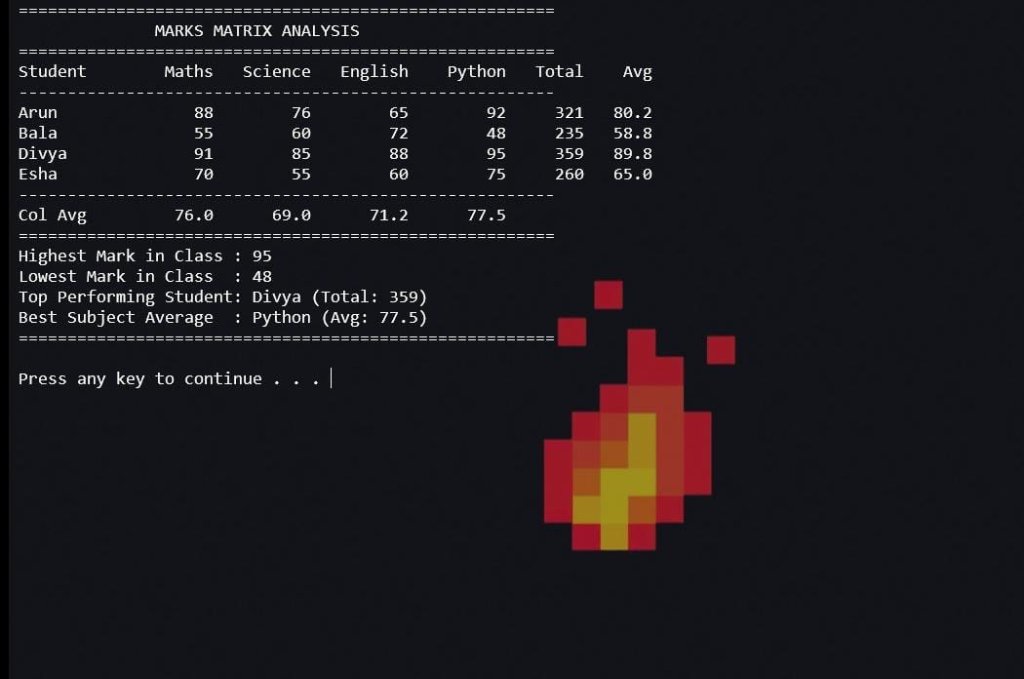 =======================================================
MARKS MATRIX ANALYSIS
=======================================================
Student        Maths   Science   English    Python   Total    Avg
-------------------------------------------------------
Arun              88        76        65        92     321   80.2
Bala              55        60        72        48     235   58.8
Divya             91        85        88        95     359   89.8
Esha              70        55        60        75     260   65.0
-------------------------------------------------------
Col Avg         76.0      69.0      71.2      77.5
=======================================================
Highest Mark in Class : 95
Lowest Mark in Class  : 48
Top Performing Student: Divya (Total: 359)
Best Subject Average  : Python (Avg: 77.5)
=======================================================
Press any key to continue . . .